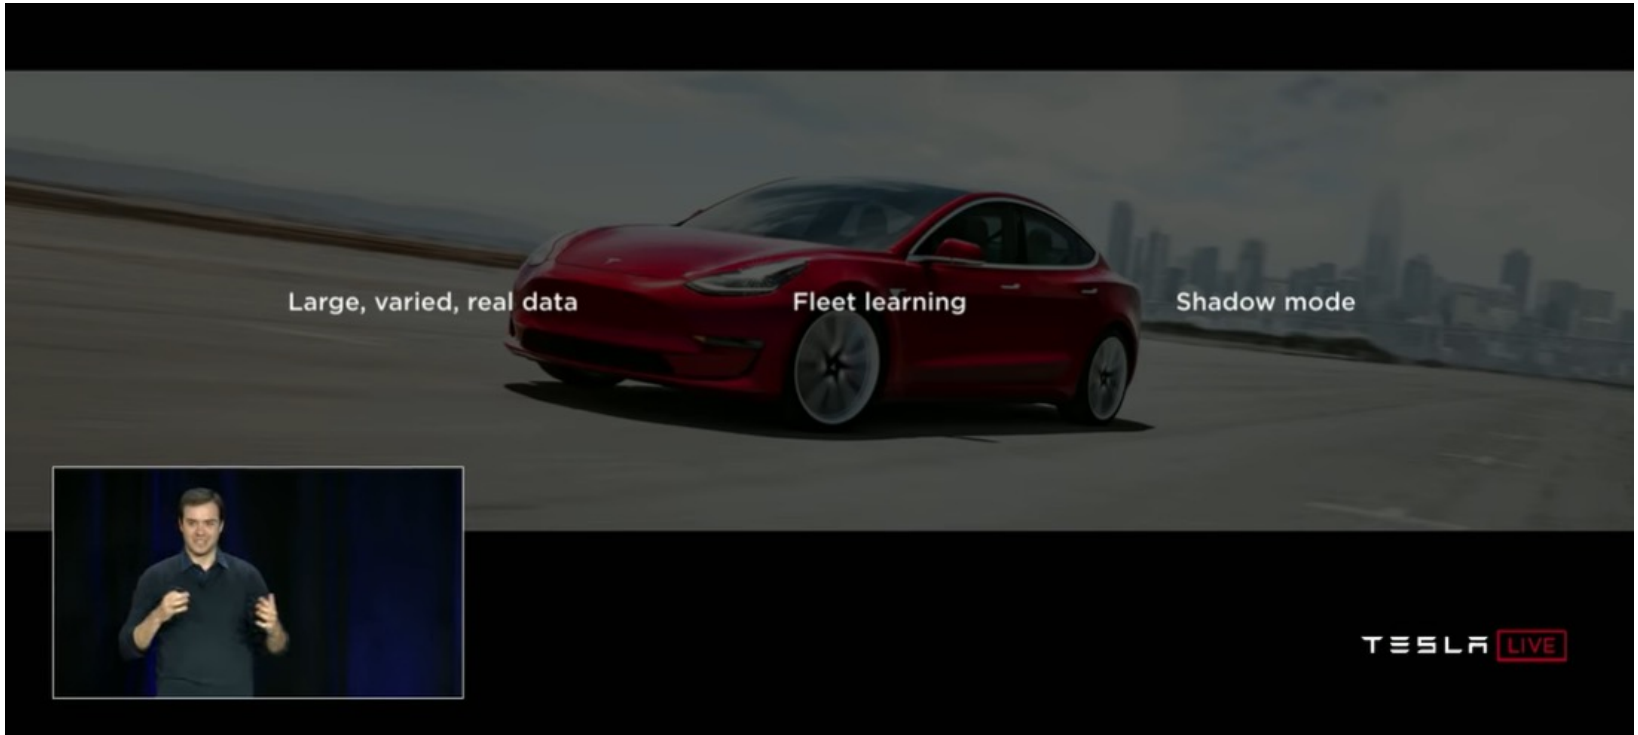 Large, varied, real data
Fleet learning
Shadow mode
TESLA LIVE